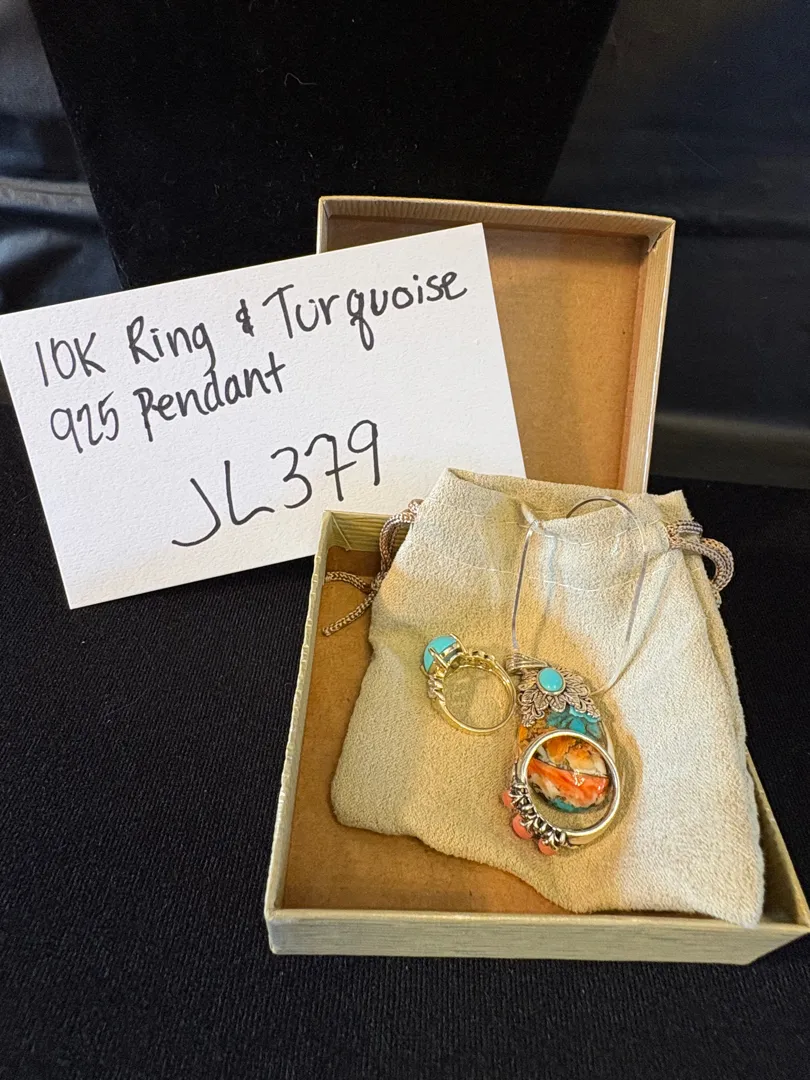 10K Ring & Turquoise
925 Pendant
JL379